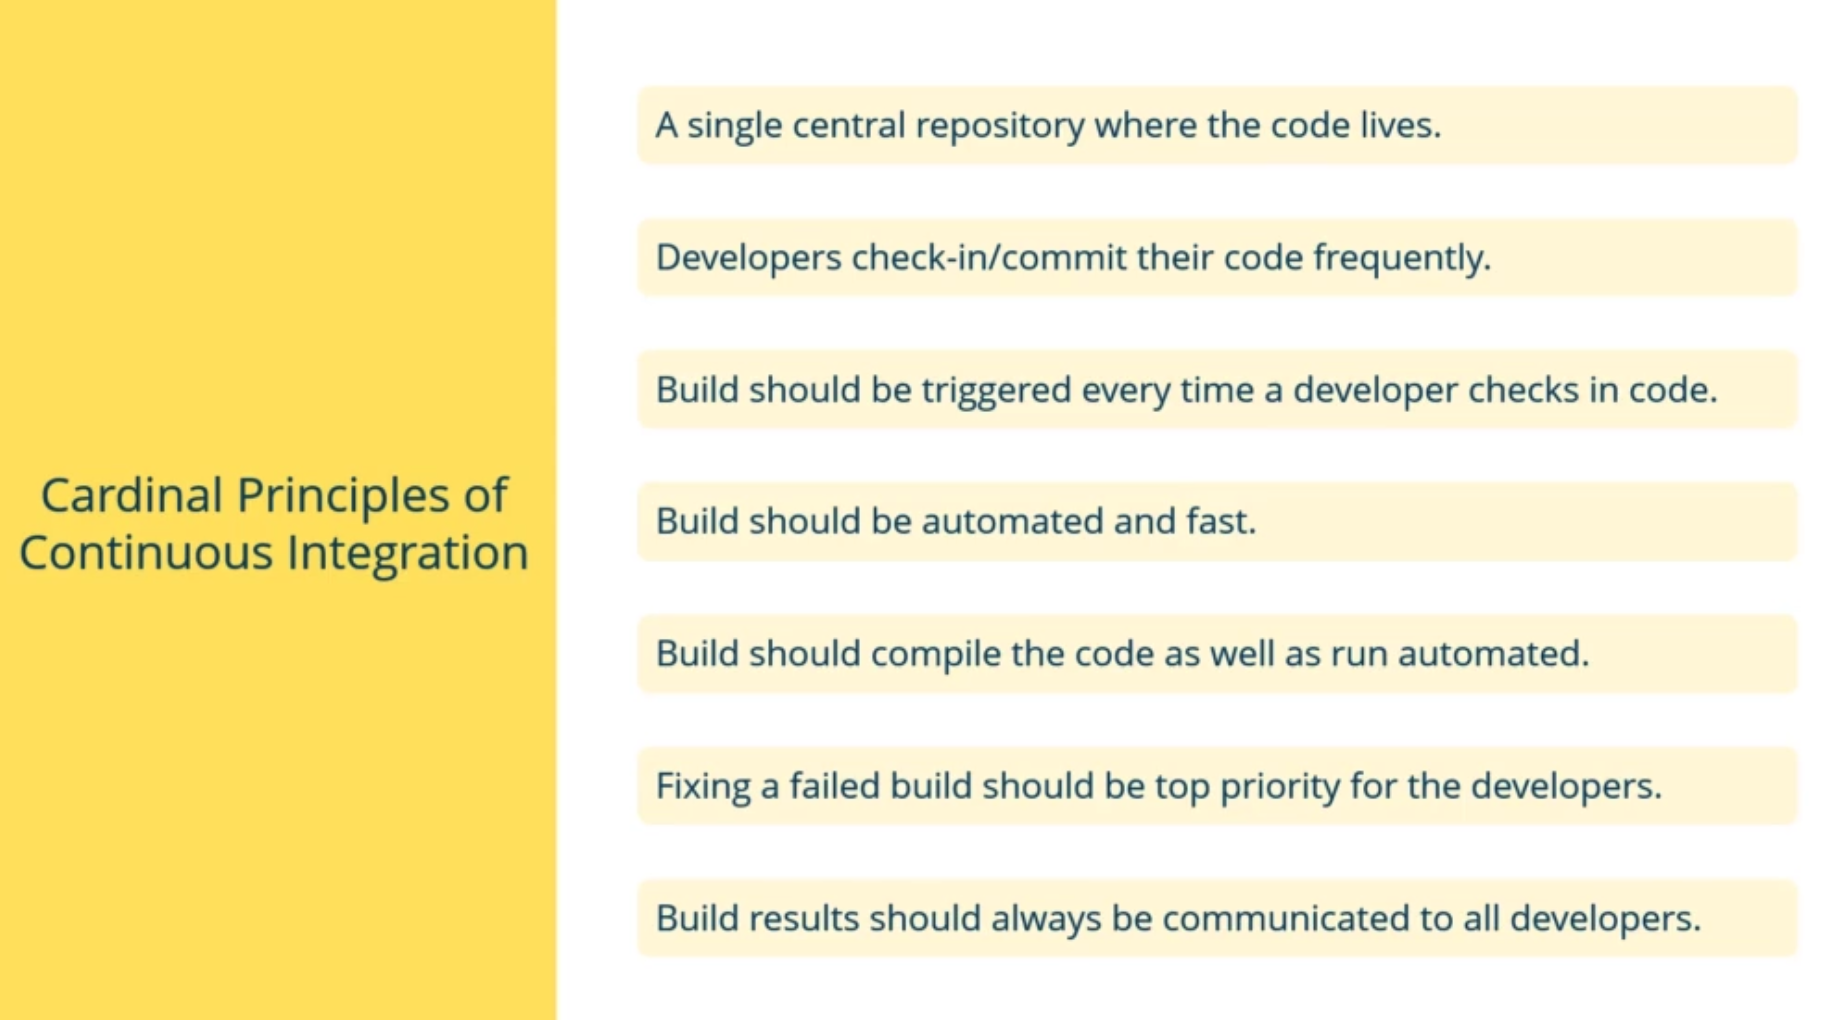 Cardinal Principles of
Continuous Integration
A single central repository where the code lives.
Developers check-in/commit their code frequently.
Build should be triggered every time a developer checks in code.
Build should be automated and fast.
Build should compile the code as well as run automated.
Fixing a failed build should be top priority for the developers.
Build results should always be communicated to all developers.